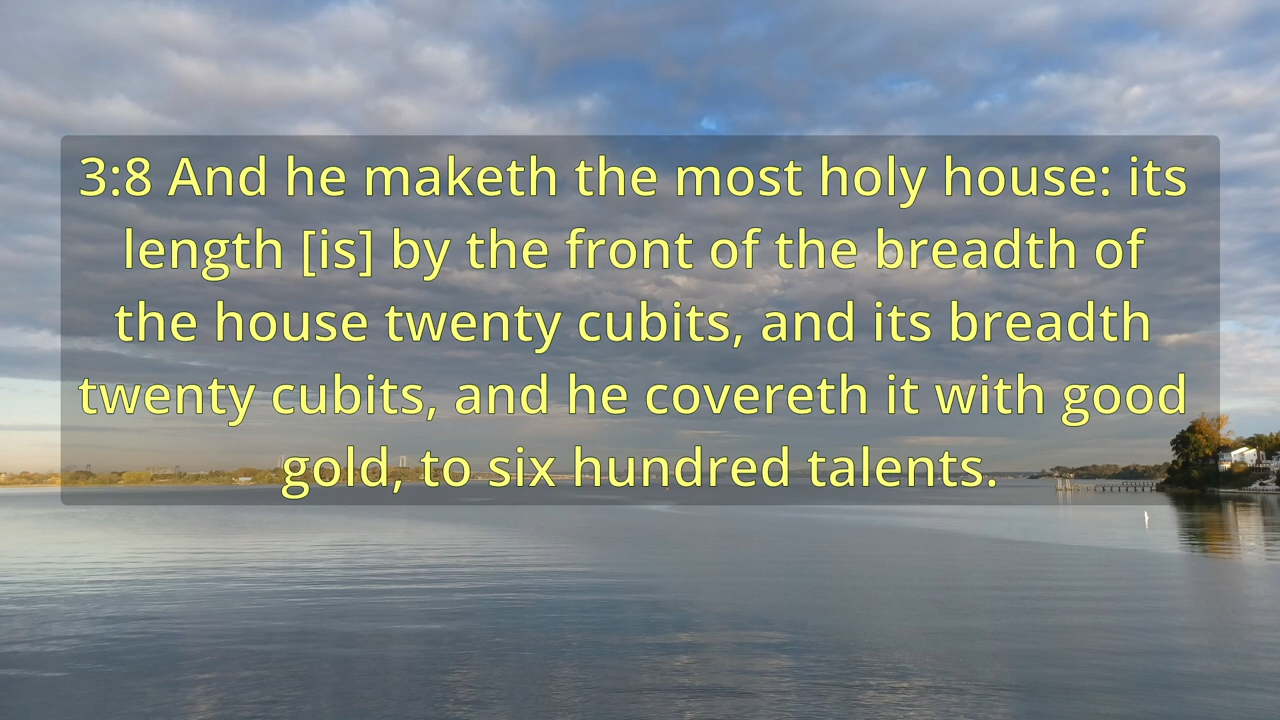 3:8 And he maketh the most holy house: its
length [is] by the front of the breadth of
the house twenty cubits, and its breadth
twenty cubits, and he covereth it with good
gold, to six hundred talents.